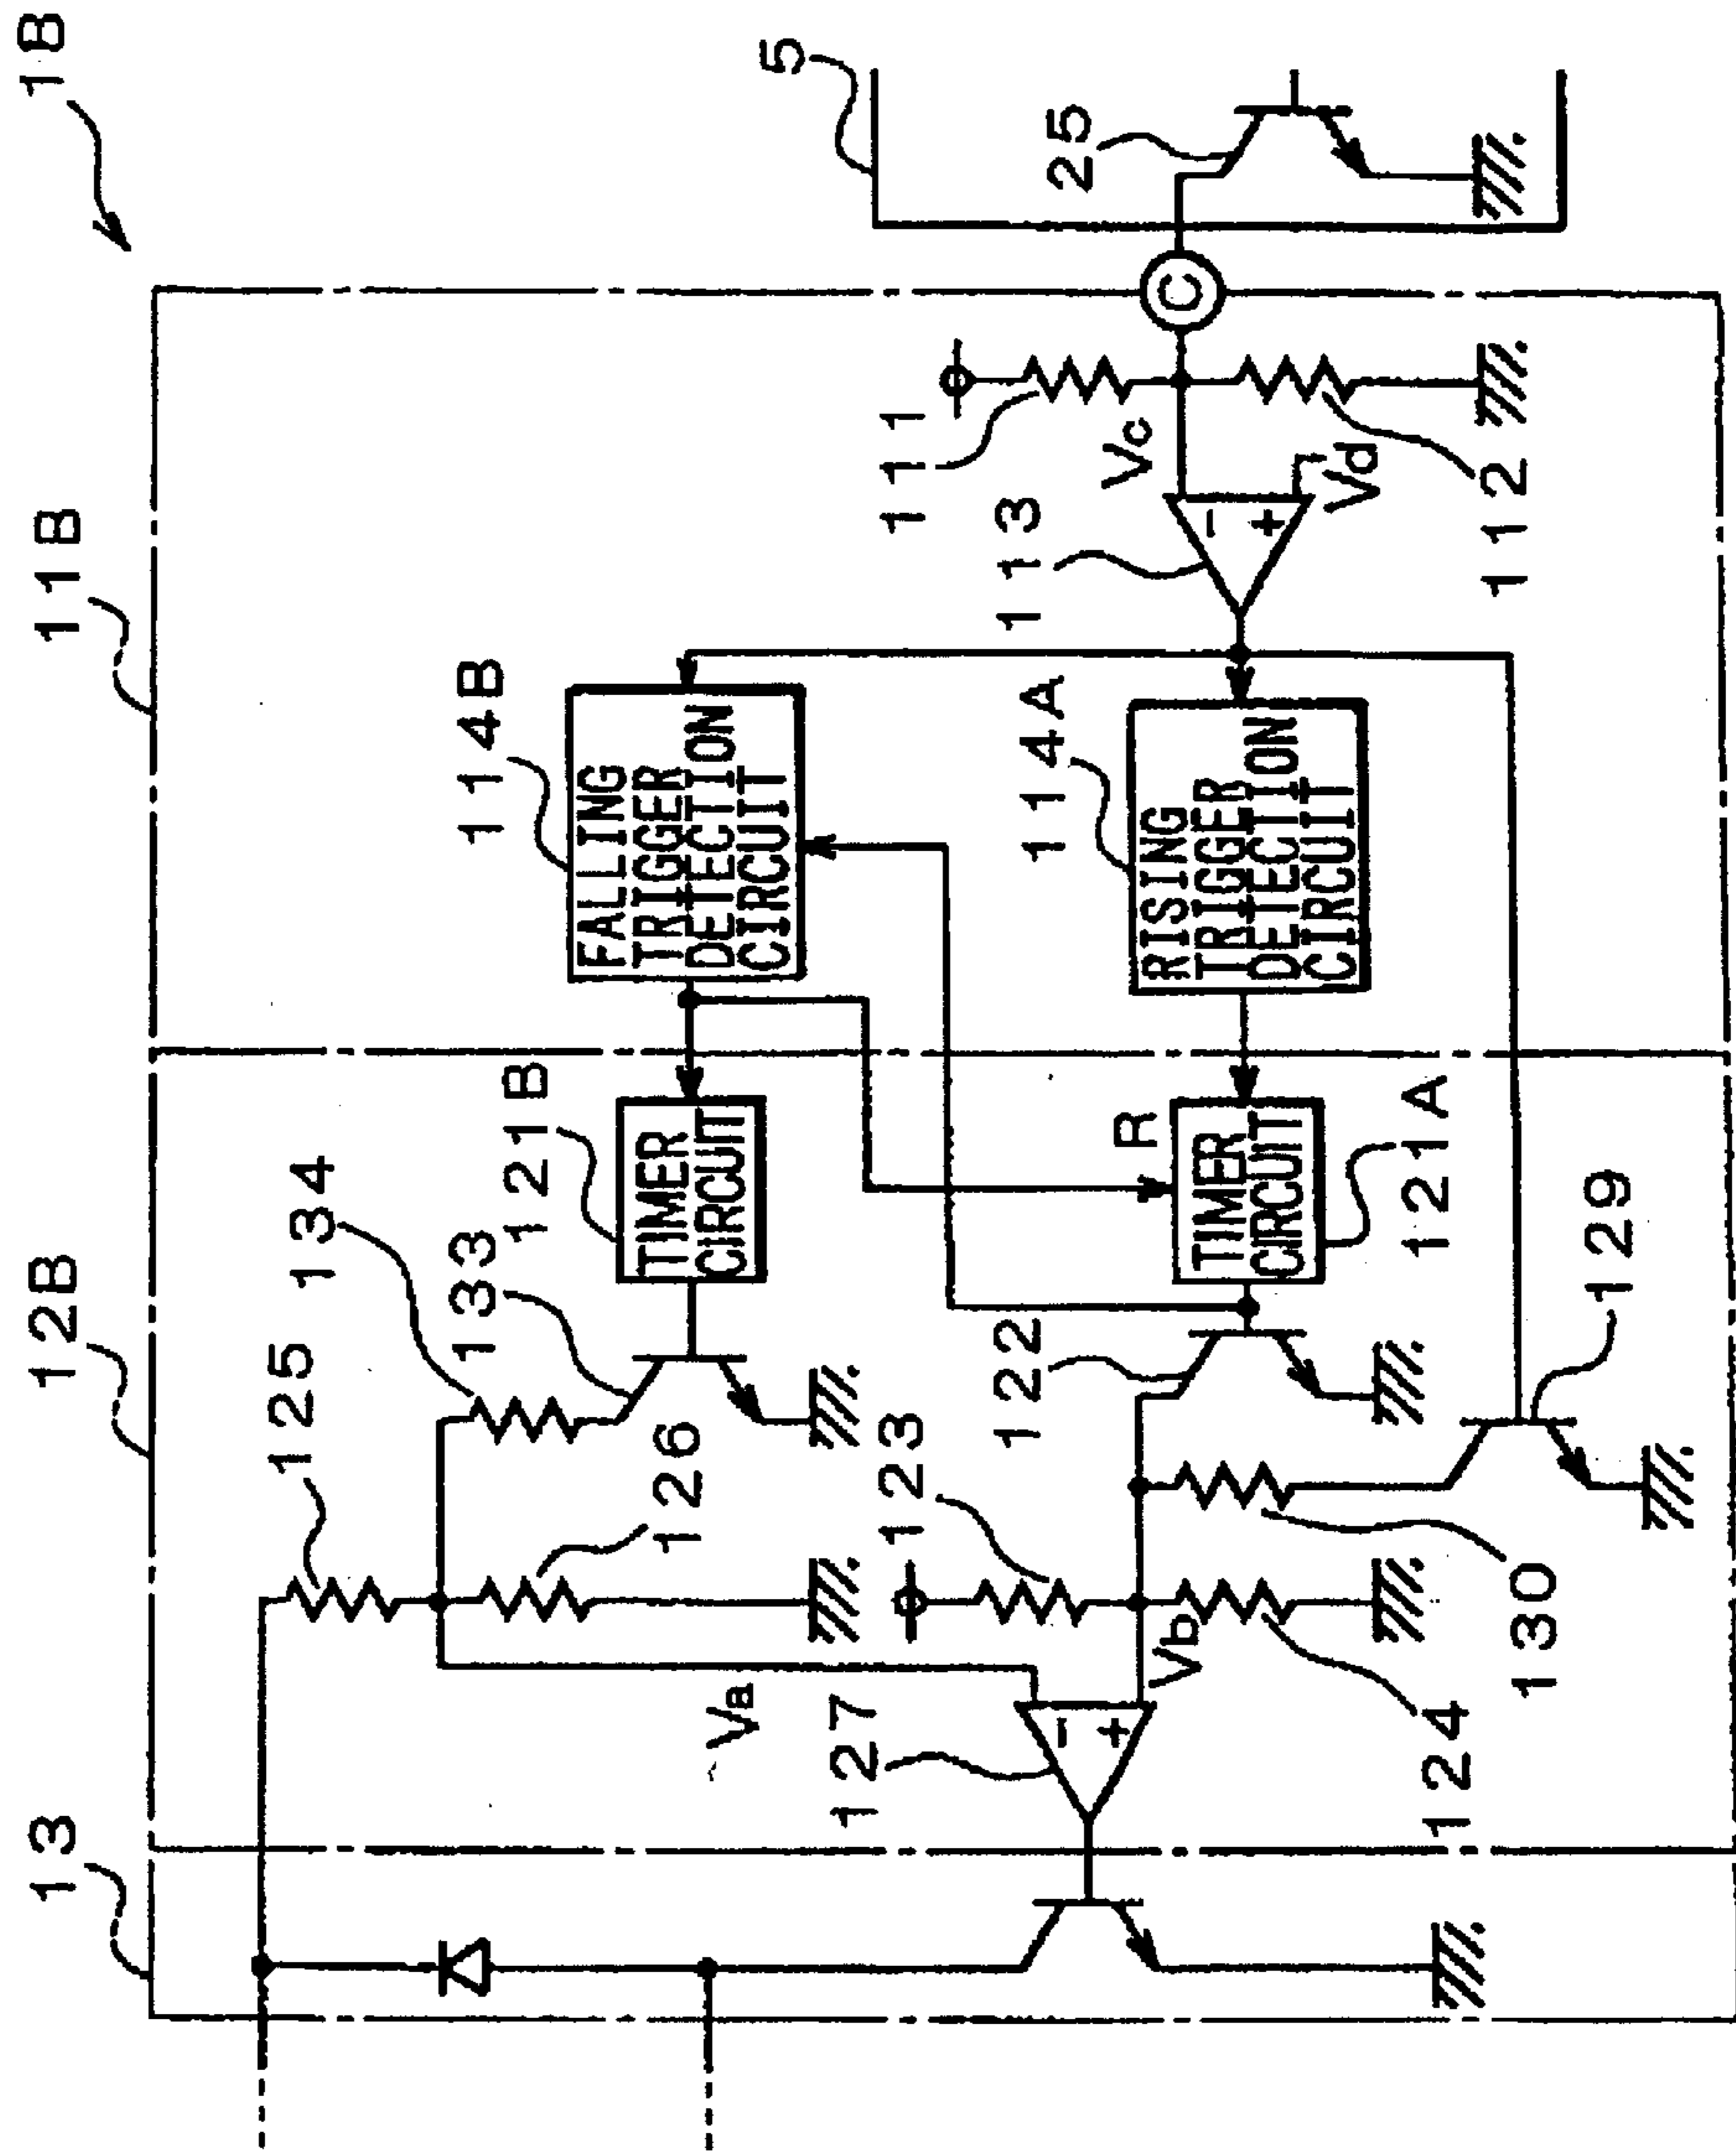 13
12B
11B
1B
125
134
133
121B
114B
126
TIMER
CIRCUIT
FALLING
TRIGGER
DETECTION
CIRCUIT
5
Va
127
123
122
R
114A
113
111
25
Vb
TIMER
CIRCUIT
RISING
TRIGGER
DETECTION
CIRCUIT
Vc
C
-
+
-
+
Vd
124
130
129
121A
112